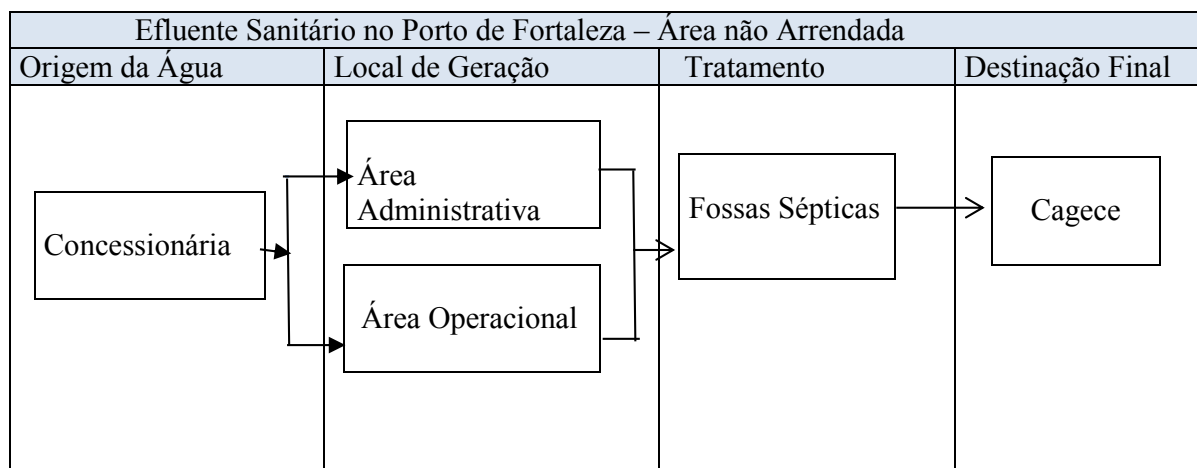 Efluente Sanitário no Porto de Fortaleza – Área não Arrendada
Origem da Água
Local de Geração
Tratamento
Destinação Final
Concessionária
Área
Administrativa
Área Operacional
Fossas Sépticas
Cagece